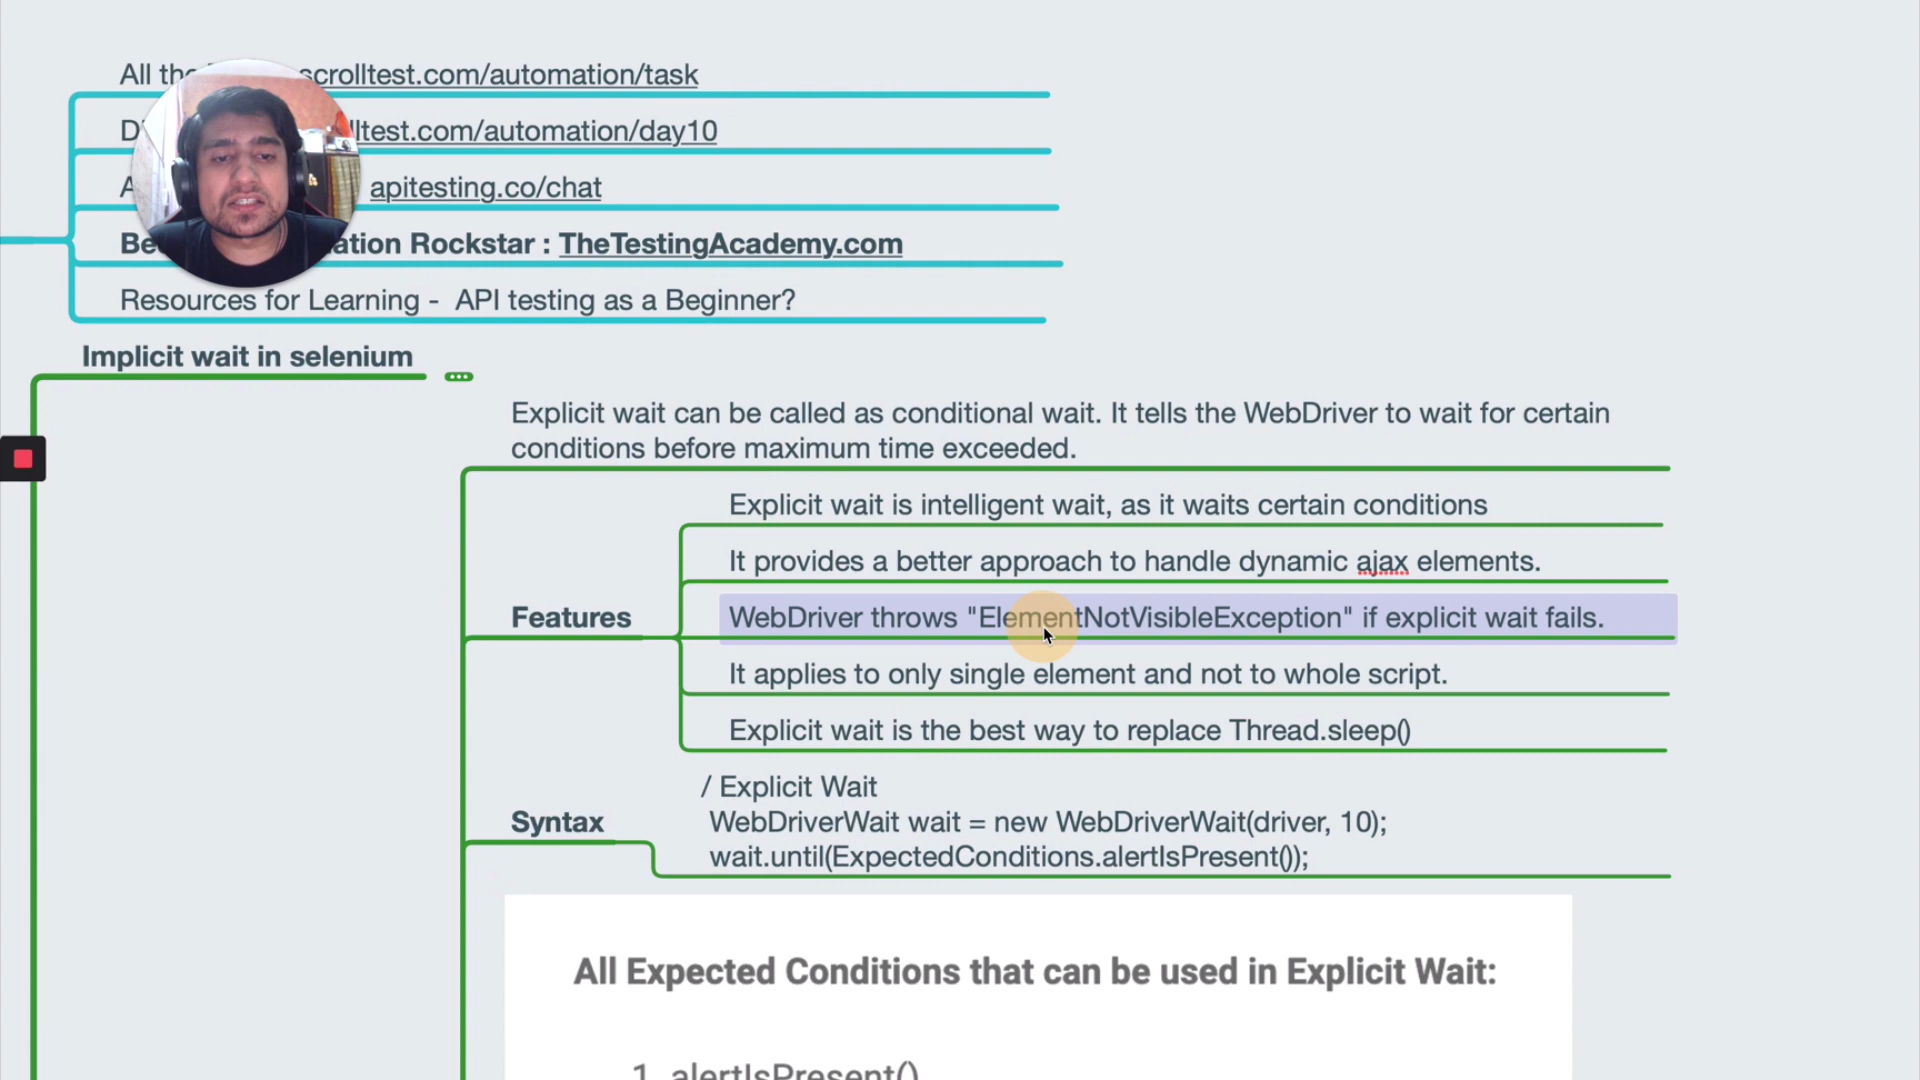 All scrolltest.com/automation/task
lltest.com/automation/day10
apitesting.co/chat
Rockstar : TheTestingAcademy.com
Resources for Learning - API testing as a Beginner?
Implicit wait in selenium
Explicit wait can be called as conditional wait. It tells the WebDriver to wait for certain
conditions before maximum time exceeded.
Explicit wait is intelligent wait, as it waits certain conditions
It provides a better approach to handle dynamic ajax elements.
Features
WebDriver throws "ElementNotVisibleException" if explicit wait fails.
It applies to only single element and not to whole script.
Explicit wait is the best way to replace Thread.sleep()
/ Explicit Wait
Syntax
WebDriverWait wait = new WebDriverWait(driver, 10);
wait.until(ExpectedConditions.alertIsPresent());
All Expected Conditions that can be used in Explicit Wait:
1. alertIsPresent()